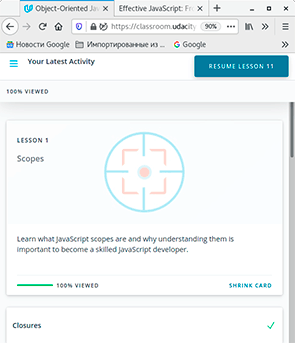 Object-Oriented Jav
Effective JavaScript: Fro
https://classroom.udacity
90%
Новости Google
Импортированные из ...
Google
Your Latest Activity
RESUME LESSON 11
100% VIEWED
LESSON 1
Scopes
Learn what JavaScript scopes are and why understanding them is
important to become a skilled JavaScript developer.
100% VIEWED
SHRINK CARD
Closures